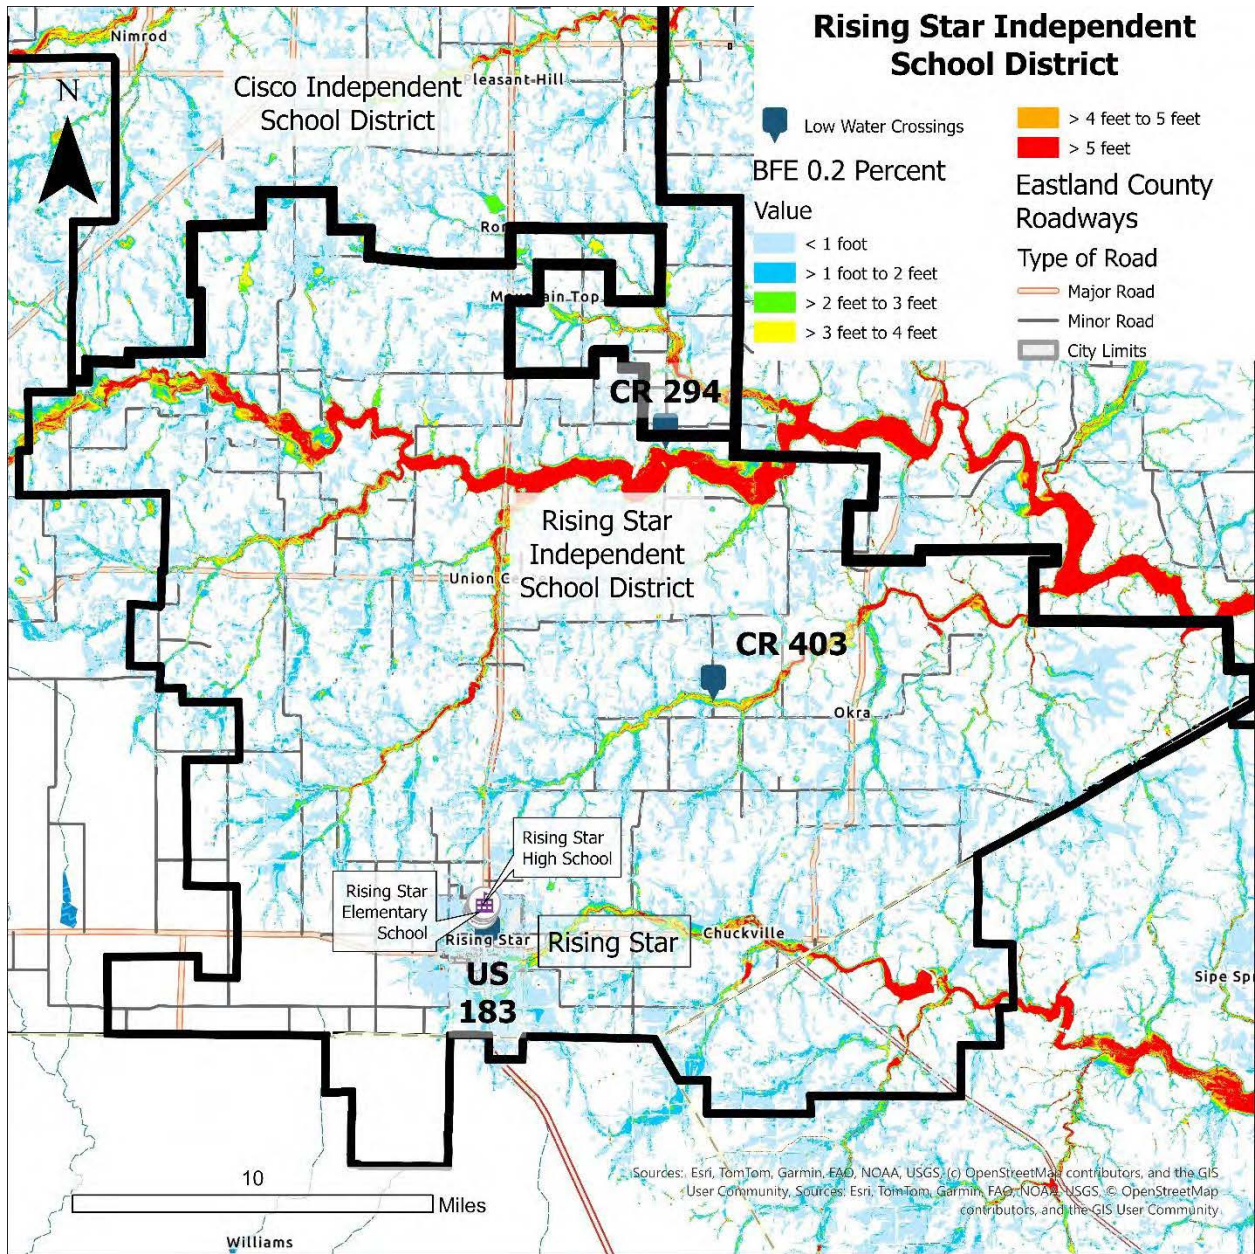 Rising Star Independent
School District
Low Water Crossings
BFE 0.2 Percent
Value
< 1 foot
> 1 foot to 2 feet
> 2 feet to 3 feet
> 3 feet to 4 feet
> 4 feet to 5 feet
> 5 feet
Eastland County
Roadways
Type of Road
Major Road
Minor Road
City Limits
Nimrod
N
Cisco Independent
School District
Pleasant Hill
CR 294
Rising Star
Independent
School District
CR 403
Okra
Rising Star
High School
Rising Star
Elementary
School
Rising Star
Rising Star
Chuckville
US
183
Sipe Spr
Sources: Esri, TomTom, Garmin, FAO, NOAA, USGS, (c) OpenStreetMap contributors, and the GIS
User Community, Sources: Esri, TomTom, Garmin, FAO, NOAA, USGS, © OpenStreetMap
contributors, and the GIS User Community
10
Miles
Williams